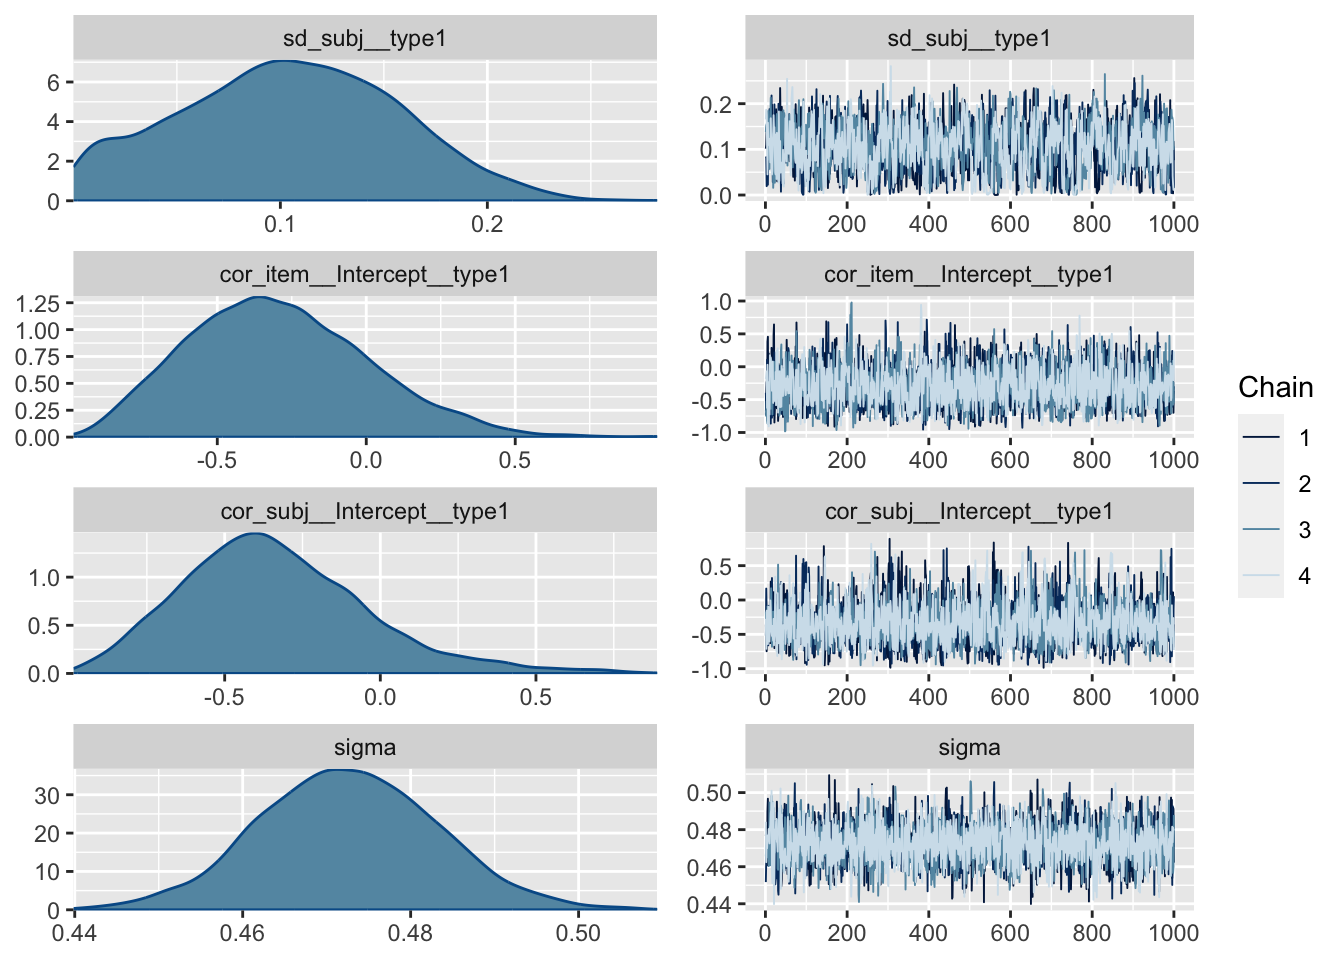 sd_subj__type1
6
4
2
0
0.1 0.2
sd_subj__type1
0.2
0.1
0.0
0 200 400 600 800 1000
cor_item__Intercept__type1
1.25
1.00
0.75
0.50
0.25
0.00
-0.5 0.0 0.5
cor_item__Intercept__type1
1.0
0.5
0.0
-0.5
-1.0
0 200 400 600 800 1000
cor_subj__Intercept__type1
1.0
0.5
0.0
-0.5 0.0 0.5
cor_subj__Intercept__type1
0.5
0.0
-0.5
-1.0
0 200 400 600 800 1000
sigma
30
20
10
0
0.44 0.46 0.48 0.50
sigma
0.50
0.48
0.46
0.44
0 200 400 600 800 1000
Chain
1
2
3
4